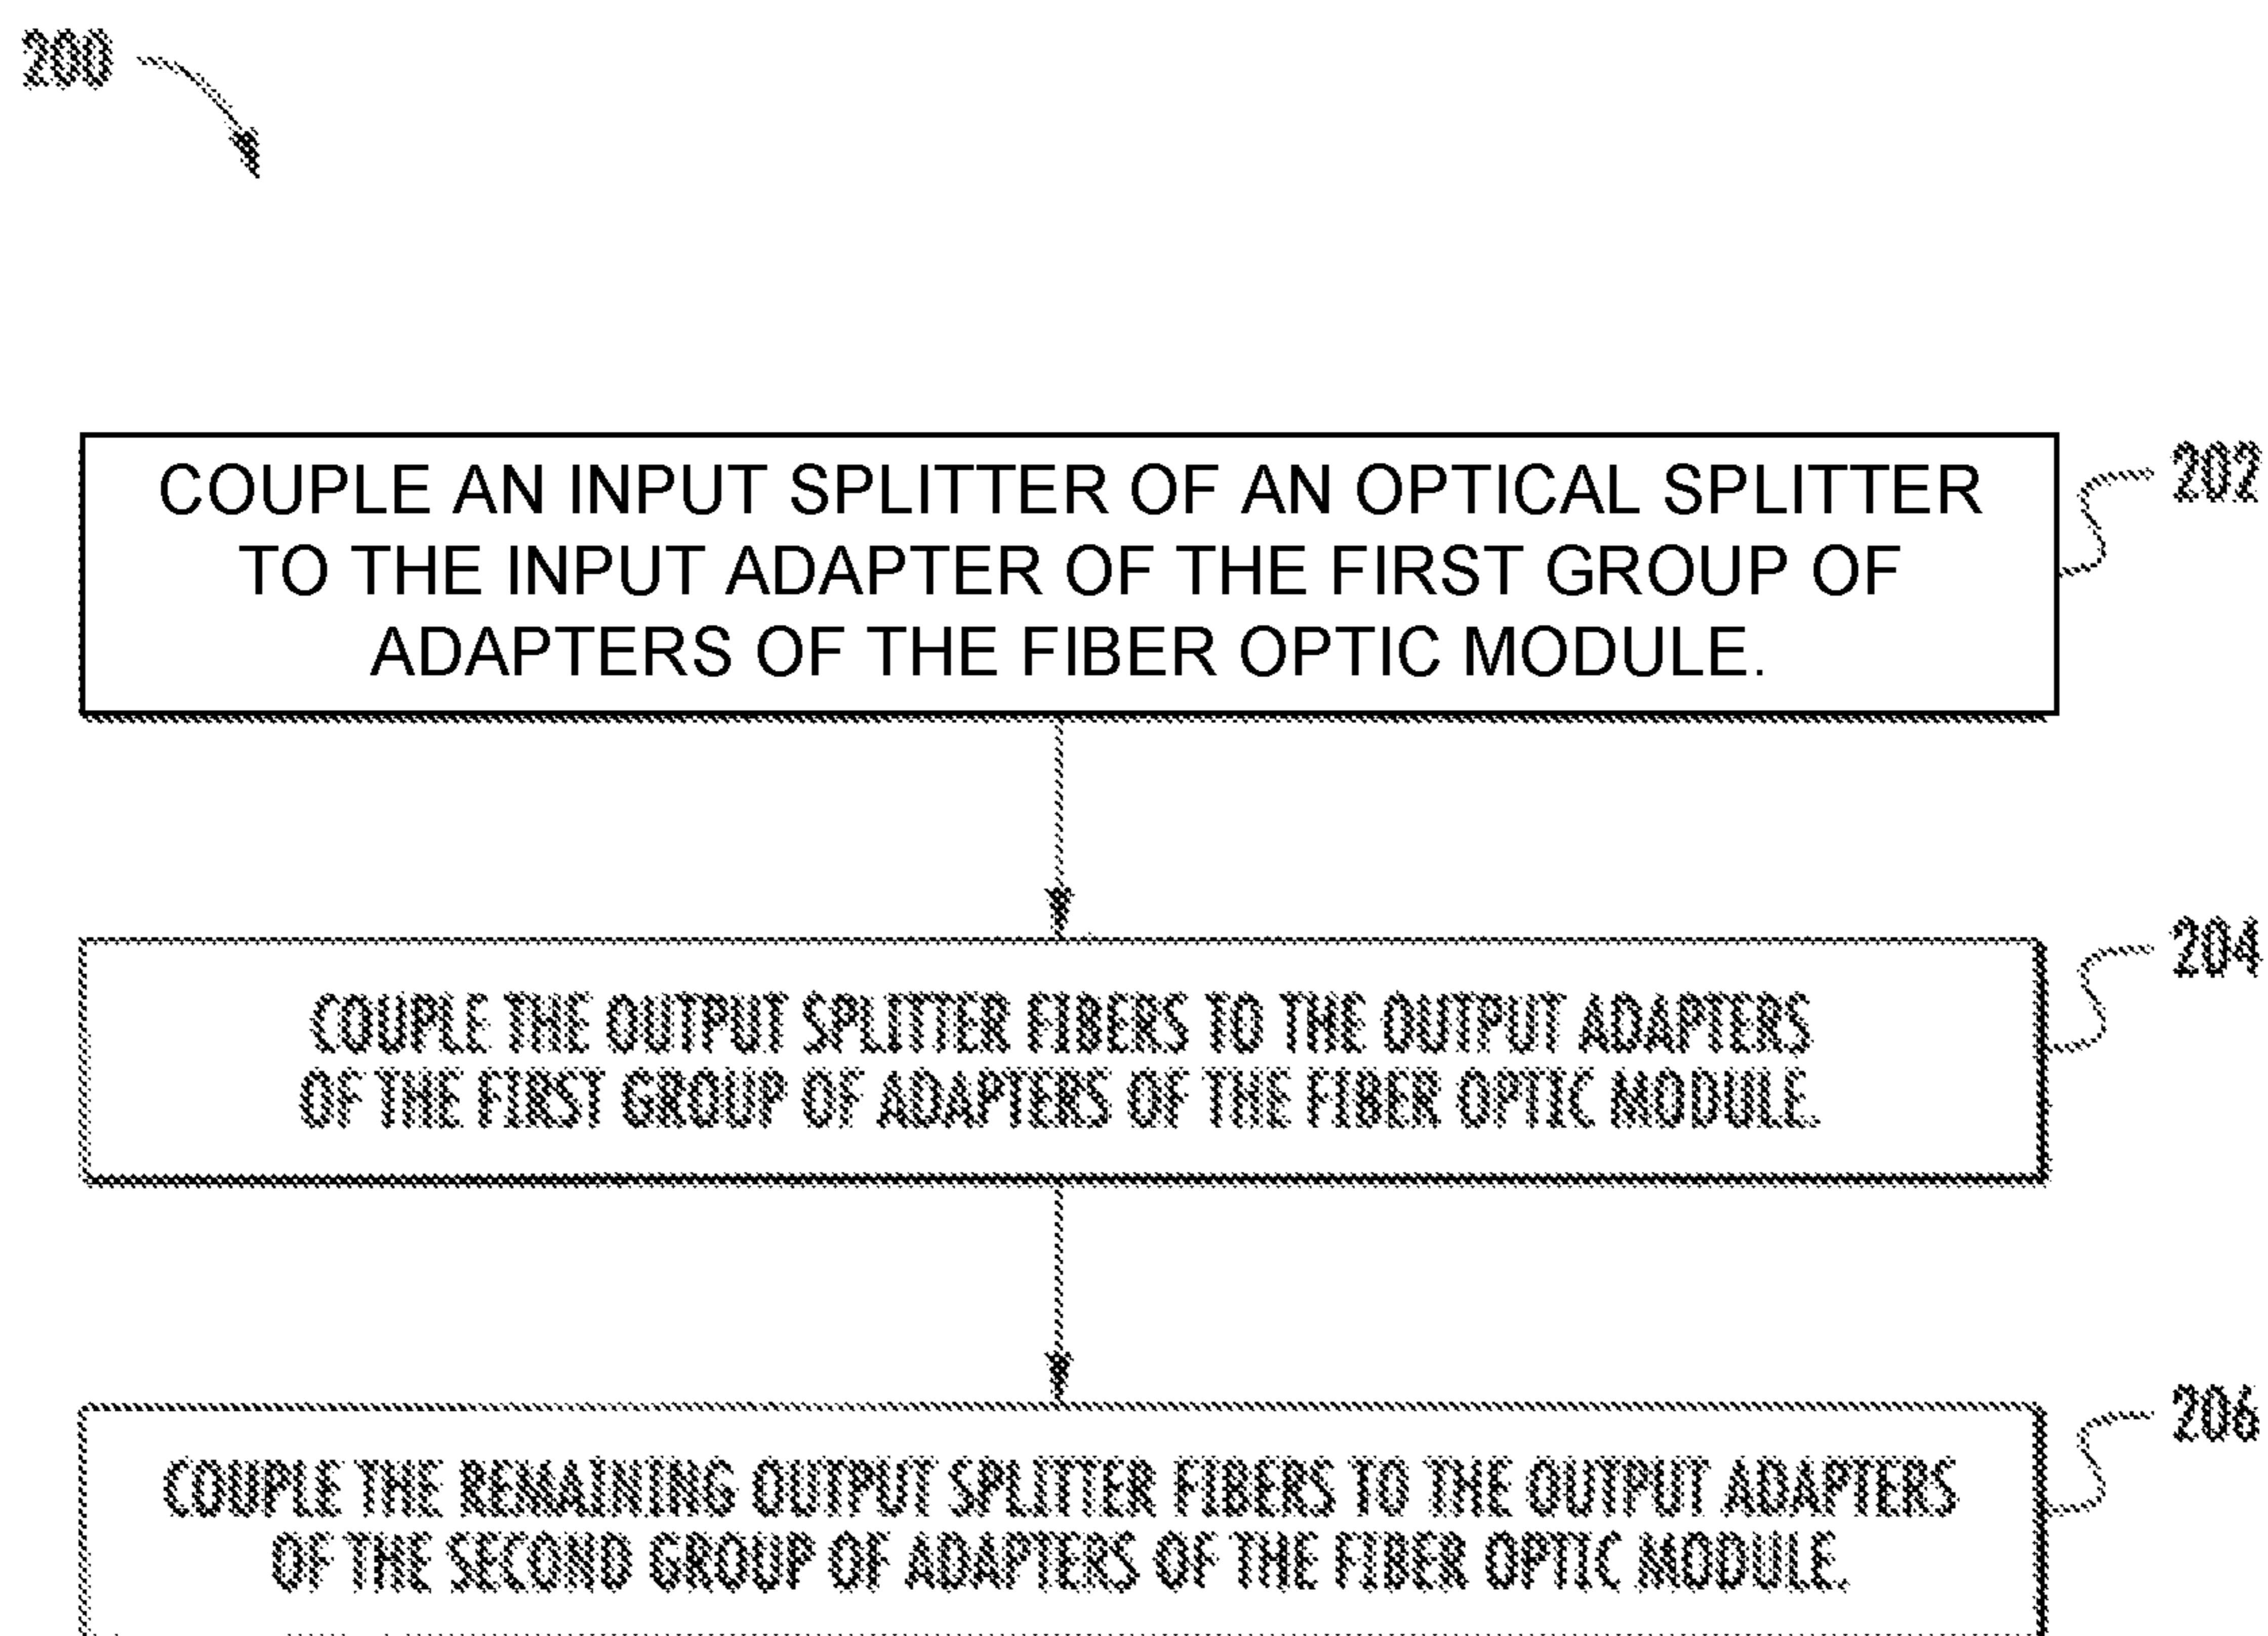 200
COUPLE AN INPUT SPLITTER OF AN OPTICAL SPLITTER
TO THE INPUT ADAPTER OF THE FIRST GROUP OF
ADAPTERS OF THE FIBER OPTIC MODULE.
202
COUPLE THE OUTPUT SPLITTER FIBERS TO THE OUTPUT ADAPTERS
OF THE FIRST GROUP OF ADAPTERS OF THE FIBER OPTIC MODULE.
204
COUPLE THE REMAINING OUTPUT SPLITTER FIBERS TO THE OUTPUT ADAPTERS
OF THE SECOND GROUP OF ADAPTERS OF THE FIBER OPTIC MODULE.
206